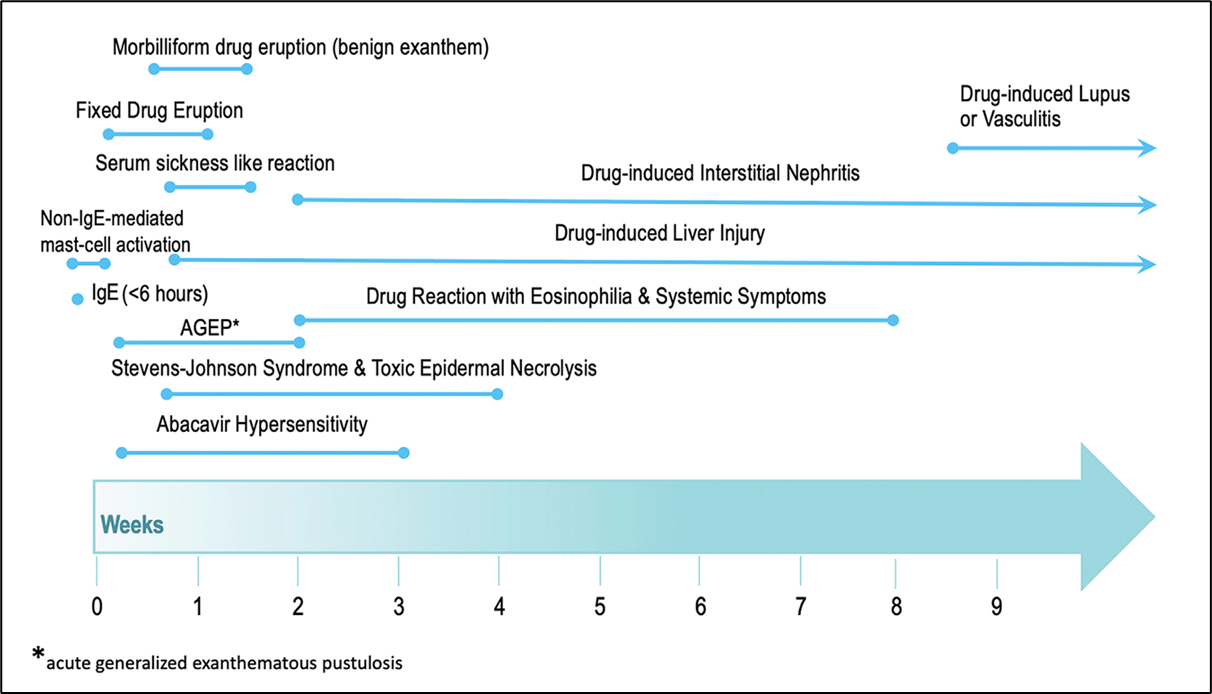 Morbilliform drug eruption (benign exanthem)
Fixed Drug Eruption
Drug-induced Lupus
or Vasculitis
Serum sickness like reaction
Drug-induced Interstitial Nephritis
Non-IgE-mediated
mast-cell activation
Drug-induced Liver Injury
IgE (<6 hours)
Drug Reaction with Eosinophilia & Systemic Symptoms
AGEP*
Stevens-Johnson Syndrome & Toxic Epidermal Necrolysis
Abacavir Hypersensitivity
Weeks
0 1 2 3 4 5 6 7 8 9
*acute generalized exanthematous pustulosis